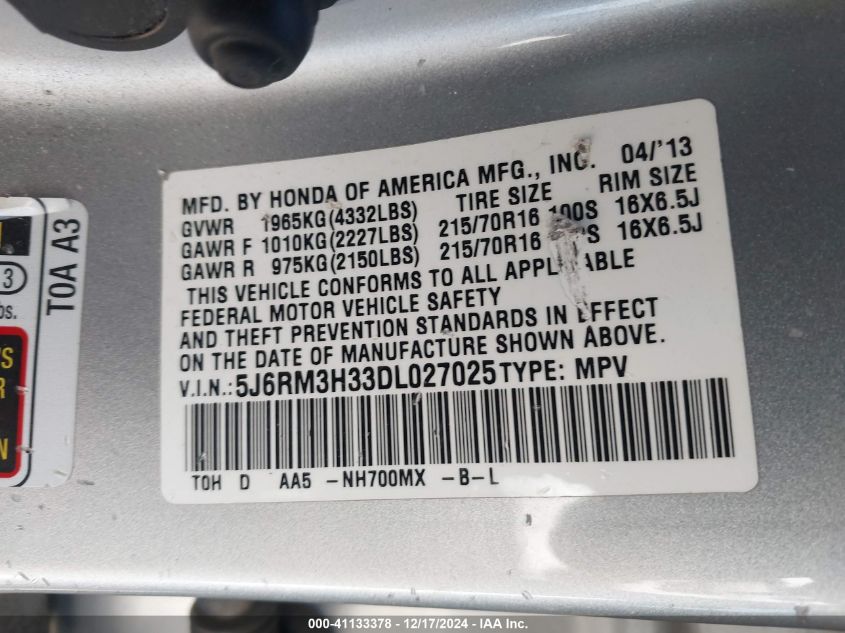 MFD. BY HONDA OF AMERICA MFG., INC. 04/'13
GVWR 1965KG(4332LBS) TIRE SIZE RIM SIZE
GAWR F 1010KG(2227LBS) 215/70R16 100S 16X6.5J
GAWR R 975KG(2150LBS) 215/70R16 S 16X6.5J
THIS VEHICLE CONFORMS TO ALL APPLICABLE
FEDERAL MOTOR VEHICLE SAFETY
AND THEFT PREVENTION STANDARDS IN EFFECT
ON THE DATE OF MANUFACTURE SHOWN ABOVE.
V.I.N.:5J6RM3H33DL027025 TYPE: MPV
TOH D AA5 -NH700MX -B-L
TOA A3
3
000-41133378 - 12/17/2024 - IAA Inc.